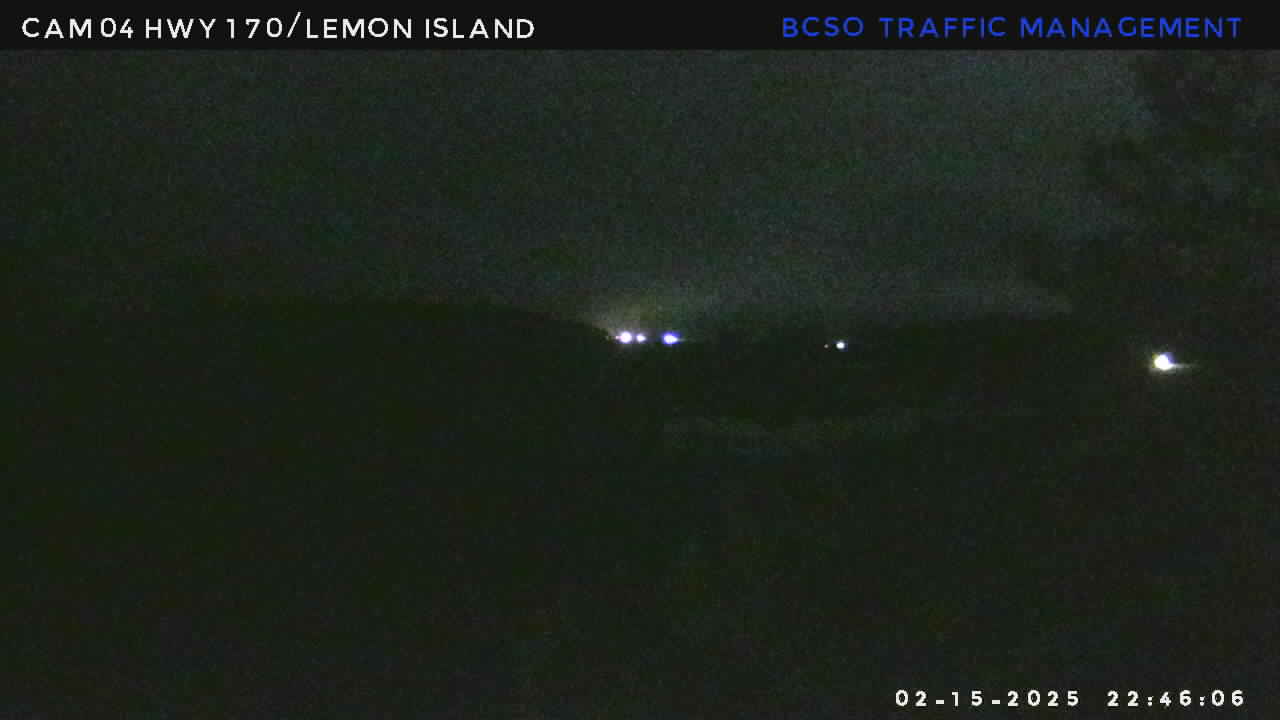 CAM04 HWY 170/LEMON ISLAND
BCSO TRAFFIC MANAGEMENT
02-15-2025 22:46:06